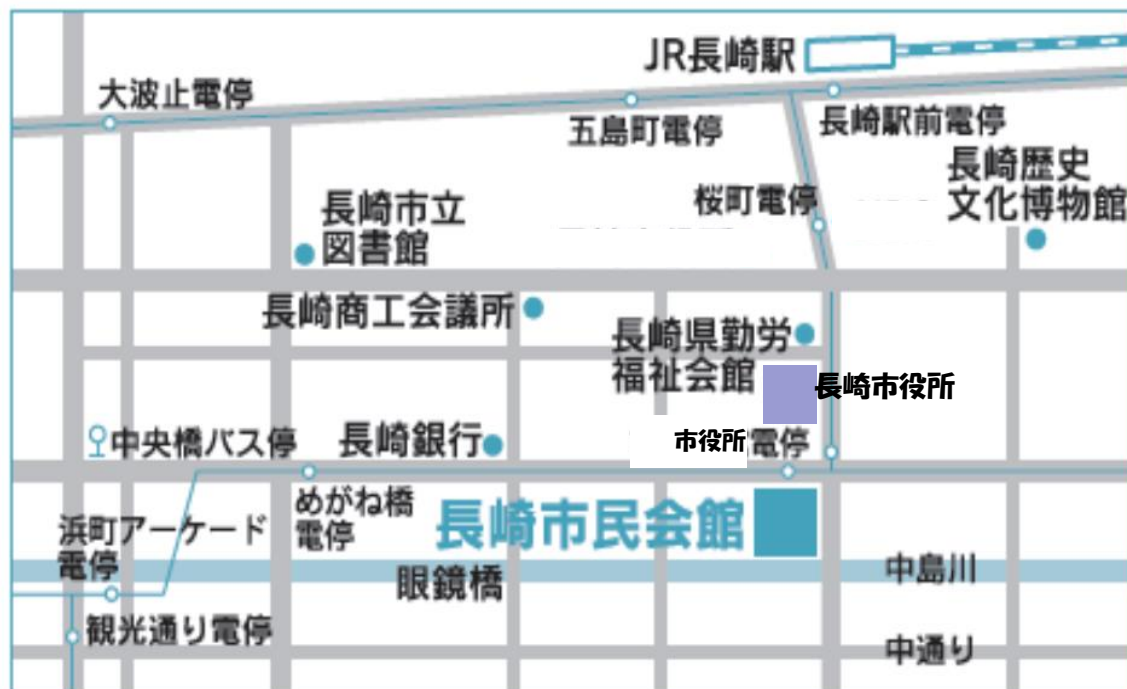 JR長崎駅
大波止電停
五島町電停
長崎駅前電停
長崎歴史
文化博物館
桜町電停
長崎市立
図書館
長崎商工会議所
長崎県勤労
福祉会館
長崎市役所
中央橋バス停
長崎銀行
市役所電停
めがね橋
電停
長崎市民会館
浜町アーケード
電停
眼鏡橋
中島川
観光通り電停
中通り